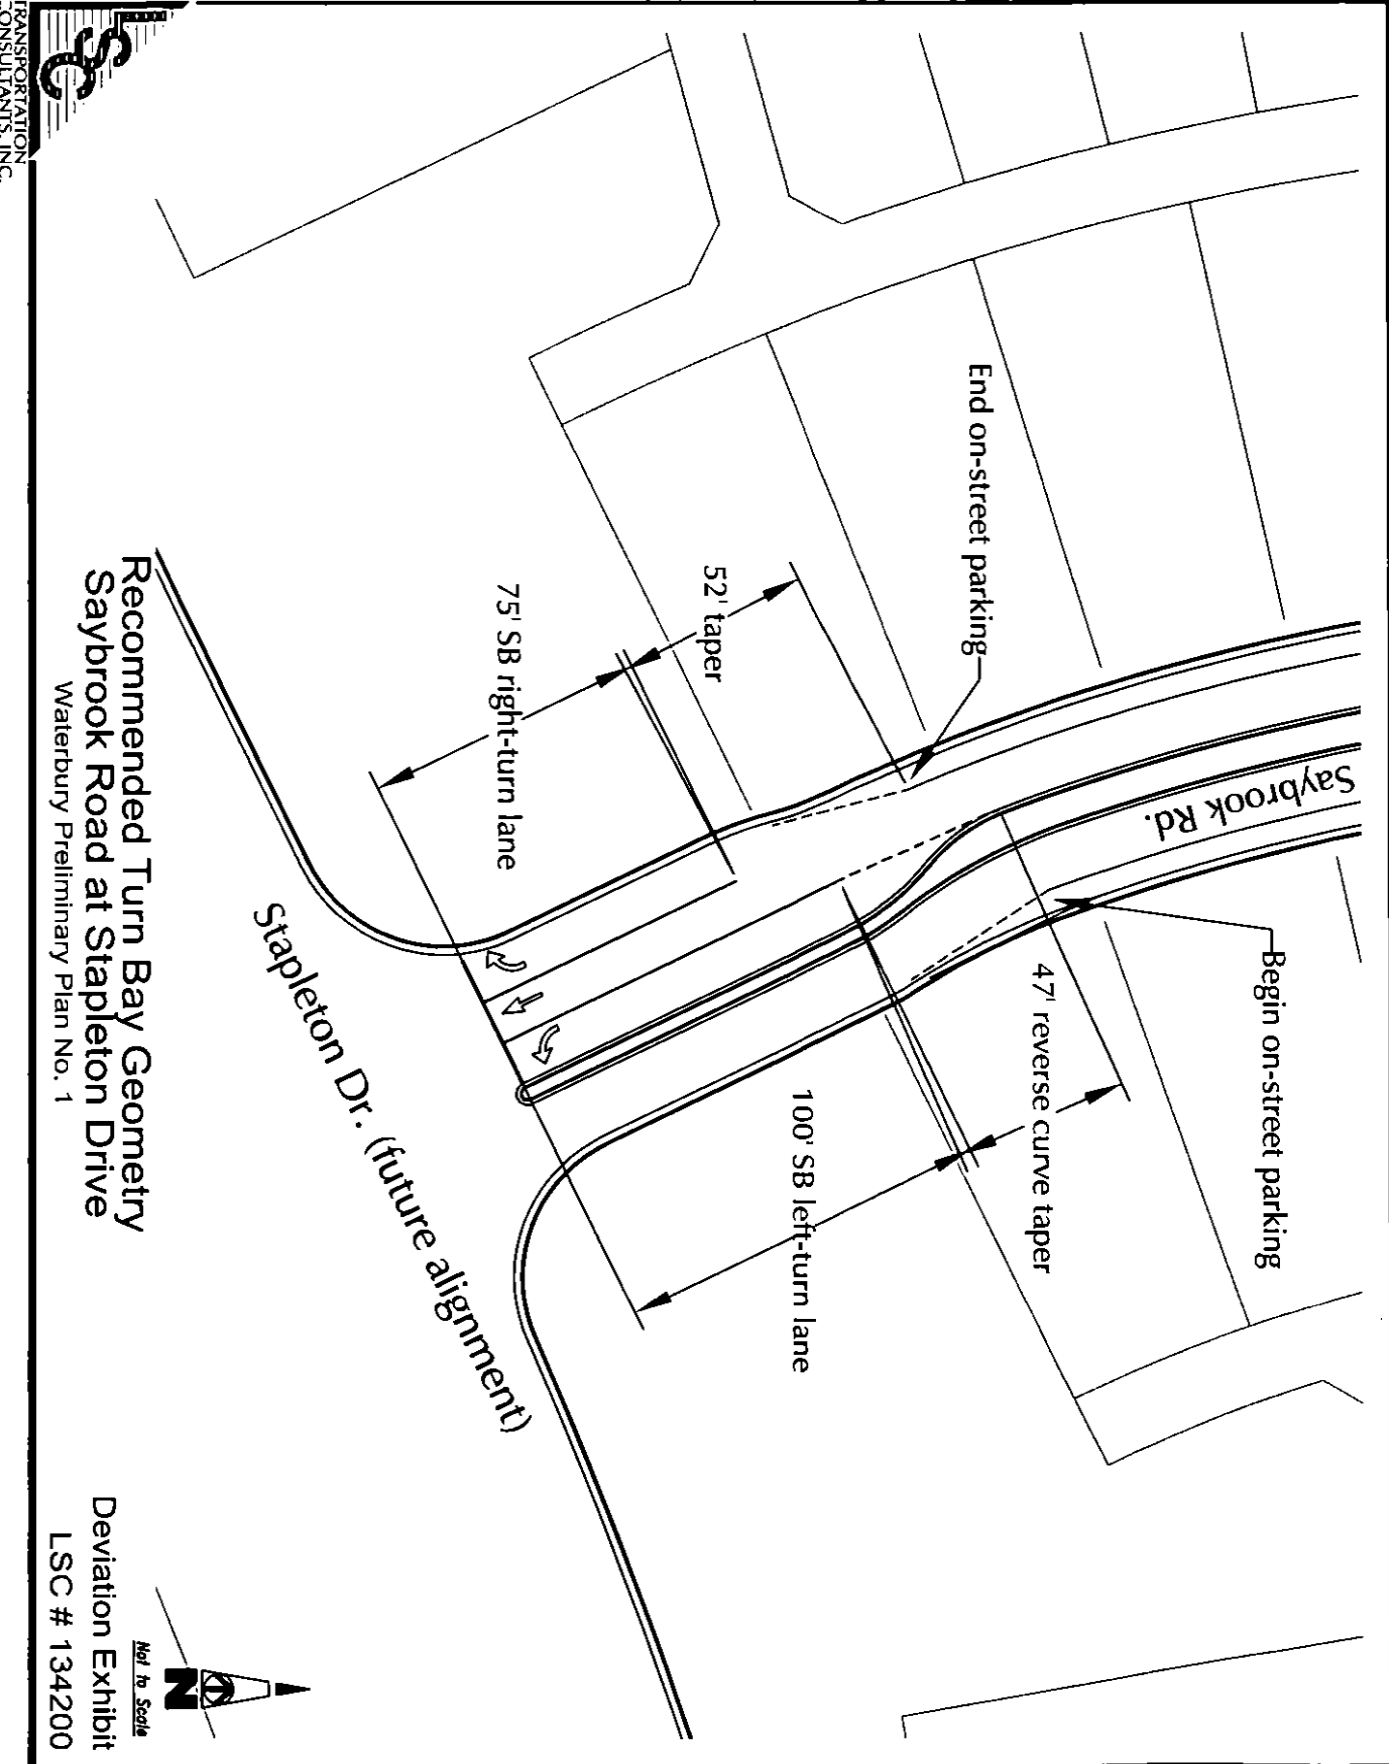 Saybrook Rd.
Begin on-street parking
47' reverse curve taper
100' SB left-turn lane
End on-street parking
52' taper
75' SB right-turn lane
Stapleton Dr. (future alignment)
N
Not to Scale
LSC
TRANSPORTATION
CONSULTANTS, INC.
Recommended Turn Bay Geometry
Saybrook Road at Stapleton Drive
Waterbury Preliminary Plan No. 1
Deviation Exhibit
LSC # 134200